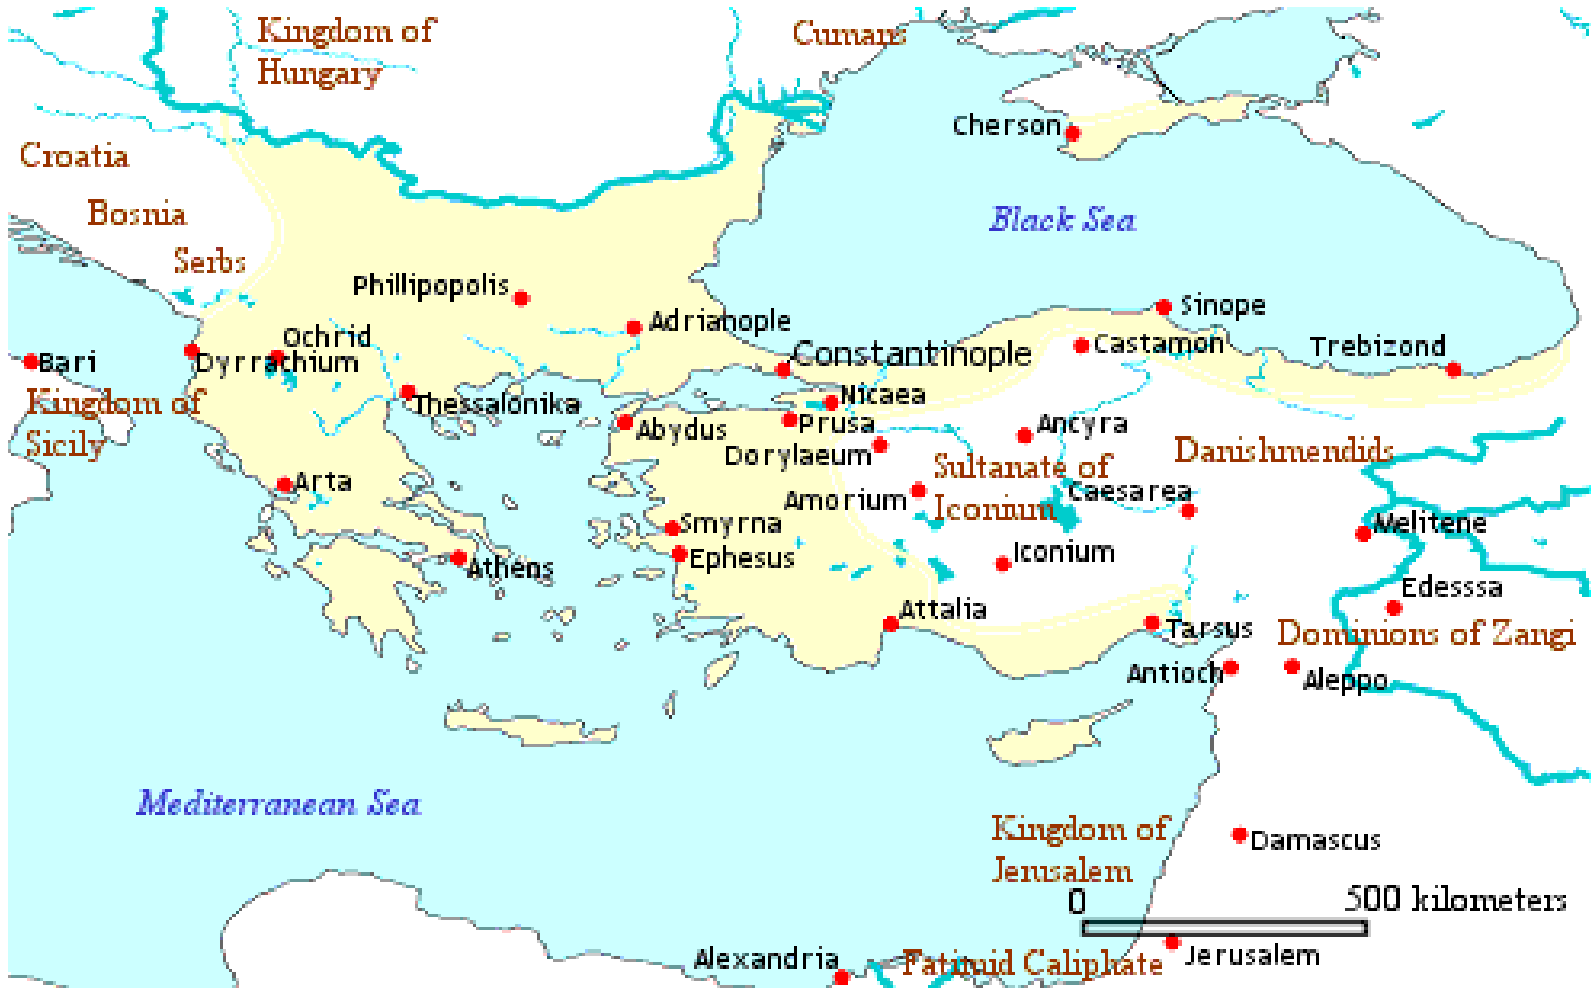 Kingdom of
Hungary
Cumans
Cherson
Croatia
Bosnia
Black Sea
Serbs
Phillipopolis
Sinope
Adrianople
Ochrid
Castamon
Trebizond
Constantinople
Bari
Dyrrachium
Nicaea
Kingdom of
Sicily
Thessalonika
Abydus
Prusa
Ancyra
Dorylaeum
Danishmendids
Sultanate of
Iconium
Arta
Amorium
Caesarea
Smyrna
Melitene
Ephesus
Iconium
Athens
Edesssa
Attalia
Tarsus
Dominions of Zangi
Antioch
Aleppo
Mediterranean Sea
Kingdom of
Jerusalem
Damascus
0
500 kilometers
Alexandria
Fatimid Caliphate
Jerusalem